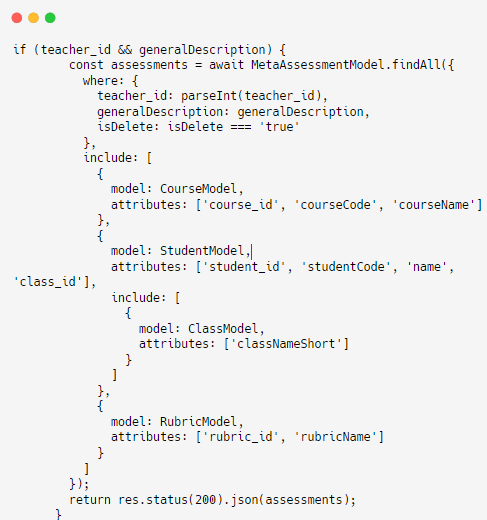 if (teacher_id && generalDescription) {
const assessments = await MetaAssessmentModel.findAll({
where: {
teacher_id: parseInt(teacher_id),
generalDescription: generalDescription,
isDelete: isDelete === 'true'
},
include: [
{
model: CourseModel,
attributes: ['course_id', 'courseCode', 'courseName']
},
{
model: StudentModel,
attributes: ['student_id', 'studentCode', 'name',
'class_id'],
include: [
{
model: ClassModel,
attributes: ['classNameShort']
}
]
},
{
model: RubricModel,
attributes: ['rubric_id', 'rubricName']
}
]
});
return res.status(200).json(assessments);
}